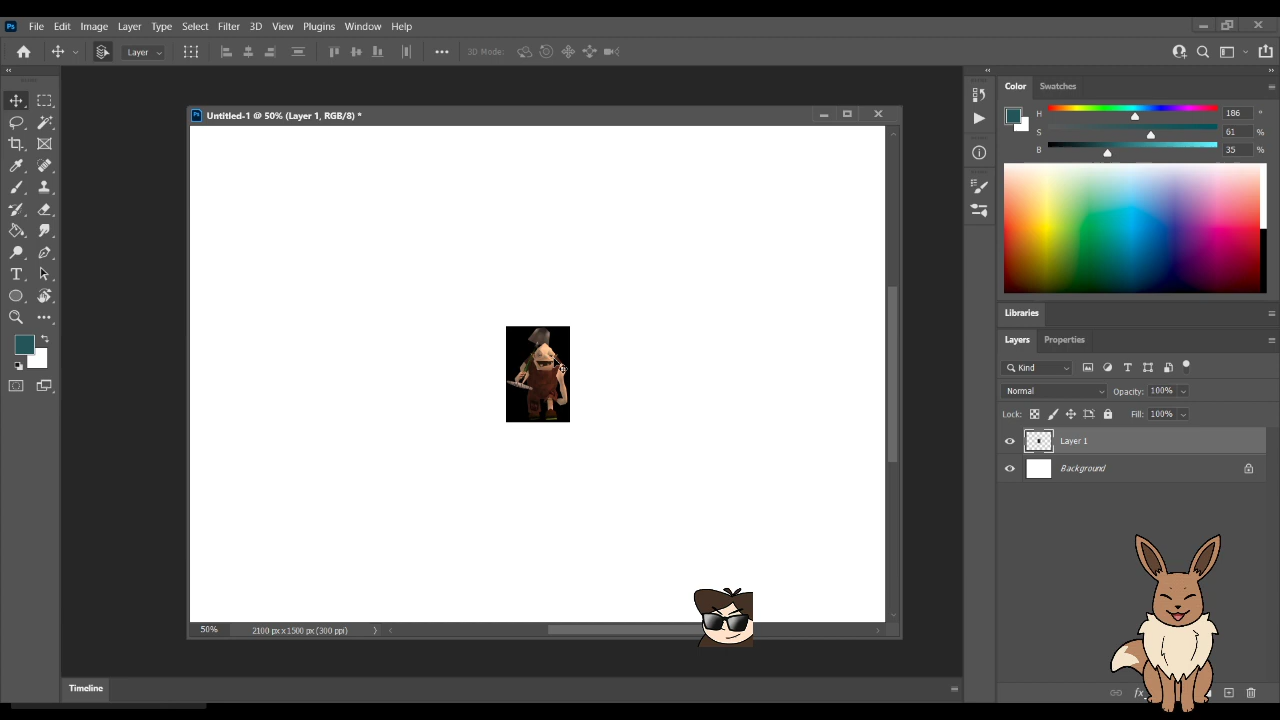 Ps File Edit Image Layer Type Select Filter 3D View Plugins Window Help
Layer 3D Mode:
Untitled-1 @ 50% (Layer 1, RGB/8) *
50% 2100 px x 1500 px (300 ppi)
Timeline
Color Swatches
H 186 °
S 61 %
B 35 %
Libraries
Layers Properties
Kind
Normal Opacity: 100%
Lock: Fill: 100%
Layer 1
Background
fx